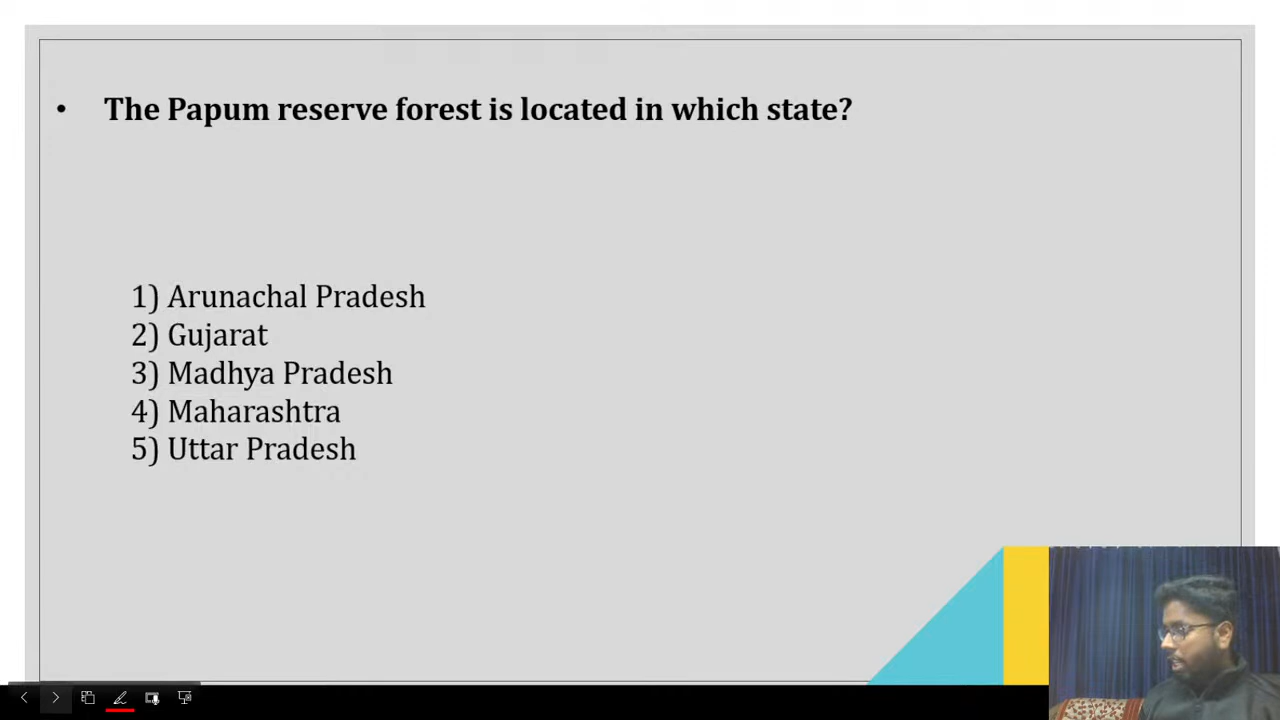 • The Papum reserve forest is located in which state?
1) Arunachal Pradesh
2) Gujarat
3) Madhya Pradesh
4) Maharashtra
5) Uttar Pradesh